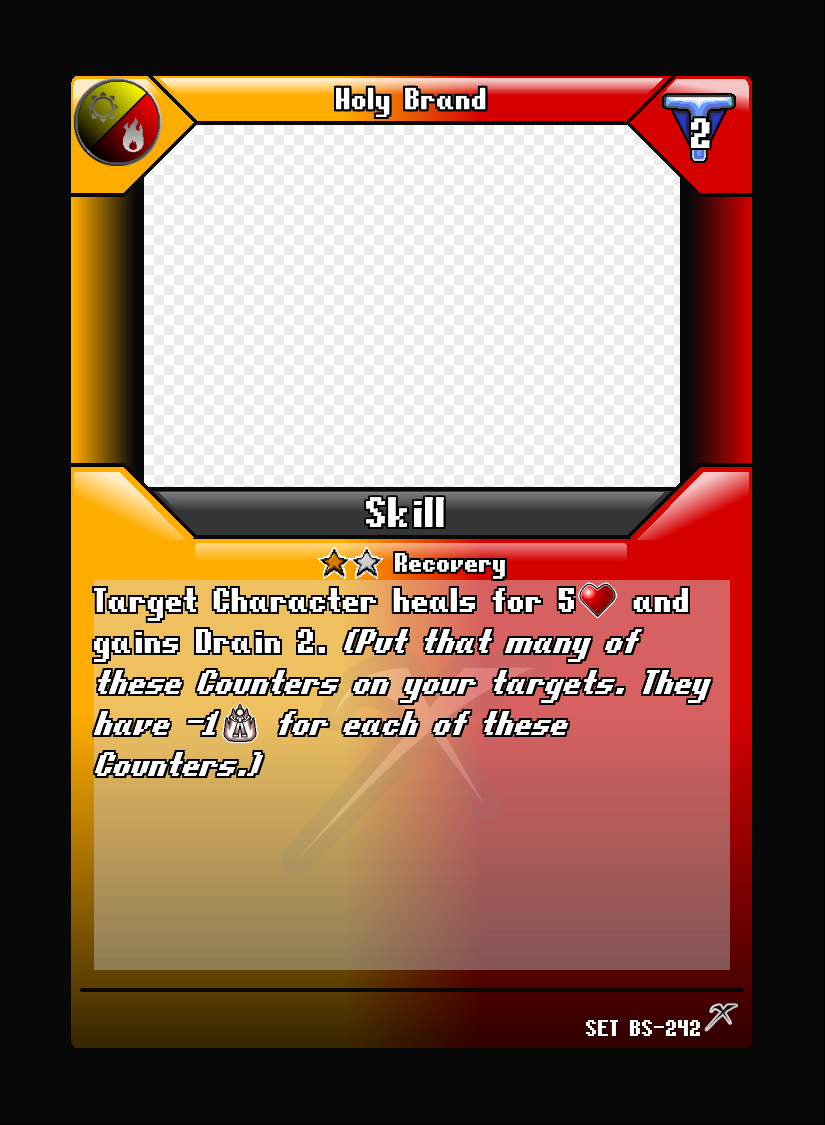 Holy Brand
2
Skill
Recovery
Target Character heals for 5 and
gains Drain 2. (Put that many of
these Counters on your targets. They
have -1 for each of these
Counters.)
SET BS-242